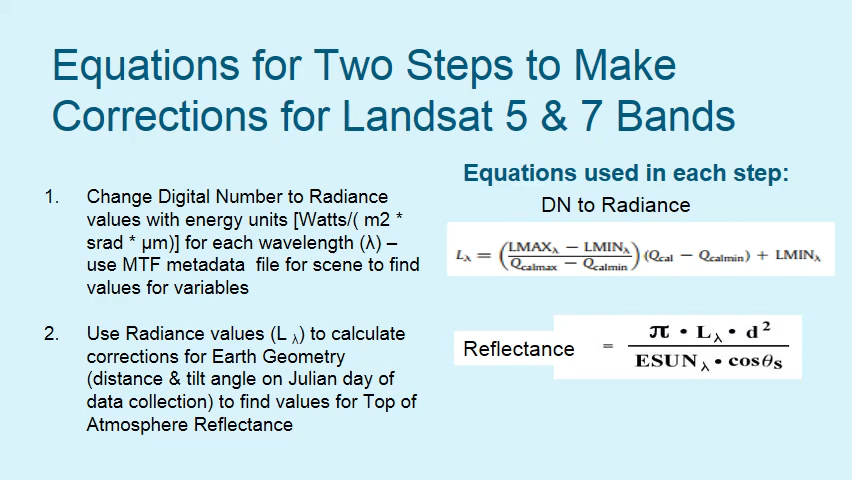 Equations for Two Steps to Make
Corrections for Landsat 5 & 7 Bands
1. Change Digital Number to Radiance
values with energy units [Watts/( m2 *
srad * µm)] for each wavelength (λ) –
use MTF metadata file for scene to find
values for variables
2. Use Radiance values (L λ) to calculate
corrections for Earth Geometry
(distance & tilt angle on Julian day of
data collection) to find values for Top of
Atmosphere Reflectance
Equations used in each step:
DN to Radiance
Lλ = ((LMAXλ − LMINλ)/(Qcalmax − Qcalmin)) (Qcal − Qcalmin) + LMINλ
Reflectance = (π • Lλ • d²)/(ESUNλ • cosθs)